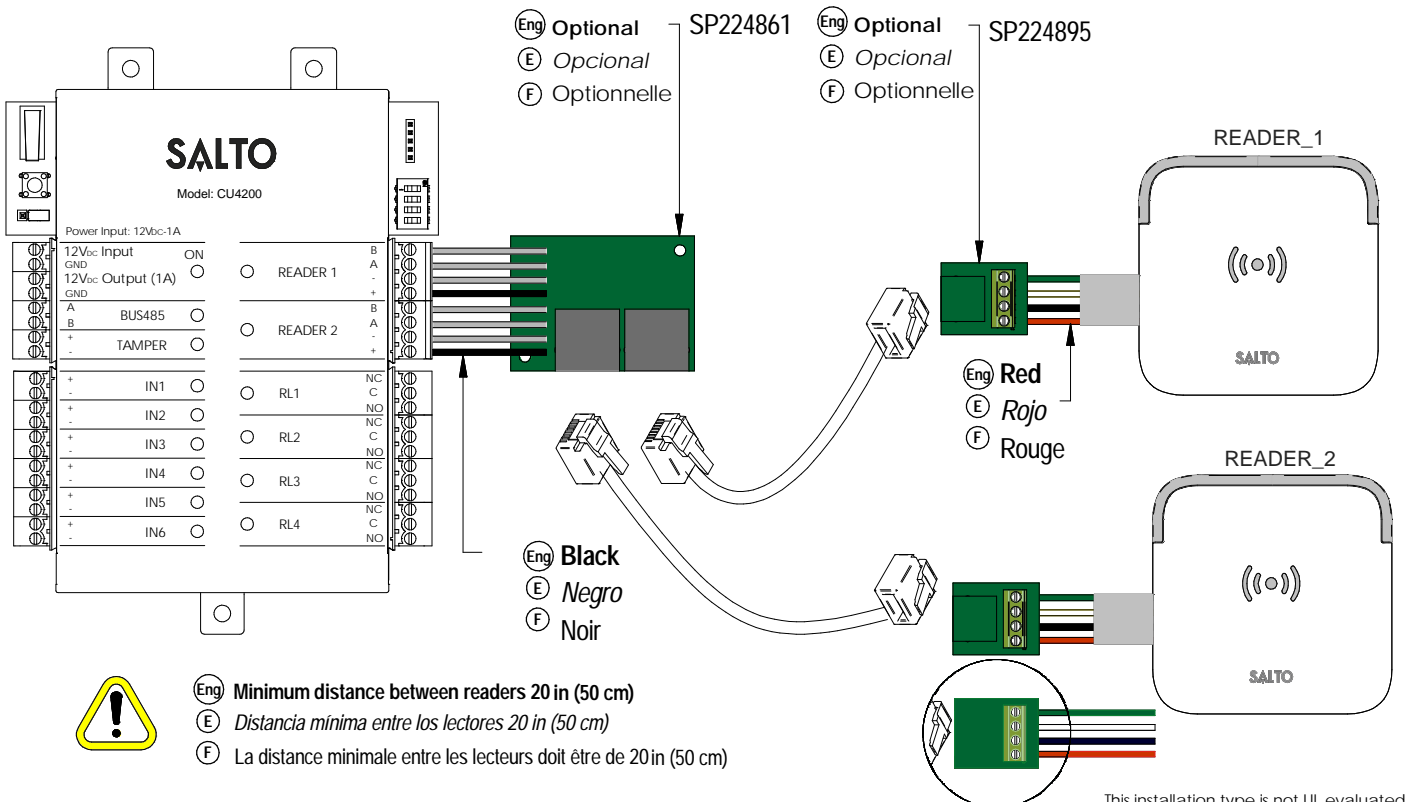 Eng Optional
E Opcional
F Optionnelle
SP224861
Eng Optional
E Opcional
F Optionnelle
SP224895
READER_1
SALTO
Model: CU4200
Power Input: 12VDC-1A
12VDC Input
ON
GND
12VDC Output (1A)
GND
A
BUS485
B
+
TAMPER
-
READER 1
B
A
-
+
READER 2
B
A
-
+
+
IN1
-
+
IN2
-
+
IN3
-
+
IN4
-
+
IN5
-
+
IN6
-
RL1
NC
C
NO
RL2
NC
C
NO
RL3
NC
C
NO
RL4
NC
C
NO
SALTO
Eng Red
E Rojo
F Rouge
READER_2
SALTO
Eng Black
E Negro
F Noir
Eng Minimum distance between readers 20 in (50 cm)
E Distancia mínima entre los lectores 20 in (50 cm)
F La distance minimale entre les lecteurs doit être de 20 in (50 cm)
This installation type is not UL evaluated